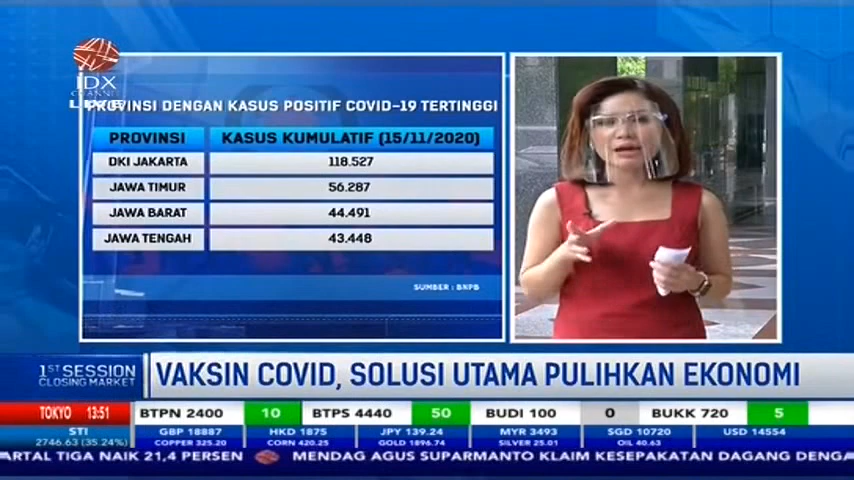 IDX
CHANNEL
LIVE
PROVINSI DENGAN KASUS POSITIF COVID-19 TERTINGGI
PROVINSI KASUS KUMULATIF (15/11/2020)
DKI JAKARTA 118.527
JAWA TIMUR 56.287
JAWA BARAT 44.491
JAWA TENGAH 43.448
SUMBER : BNPB
1ST SESSION
CLOSING MARKET
VAKSIN COVID, SOLUSI UTAMA PULIHKAN EKONOMI
TOKYO 13:51 BTPN 2400 10 BTPS 4440 50 BUDI 100 0 BUKK 720 5
STI GBP 18887 HKD 1875 JPY 139.24 MYR 3493 SGD 10720 USD 14554
2746.63 (35.24%) COPPER 325.20 CORN 420.25 GOLD 1896.74 SILVER 25.01 OIL 40.63
ARTAL TIGA NAIK 21,4 PERSEN MENDAG AGUS SUPARMANTO KLAIM KESEPAKATAN DAGANG DENGA